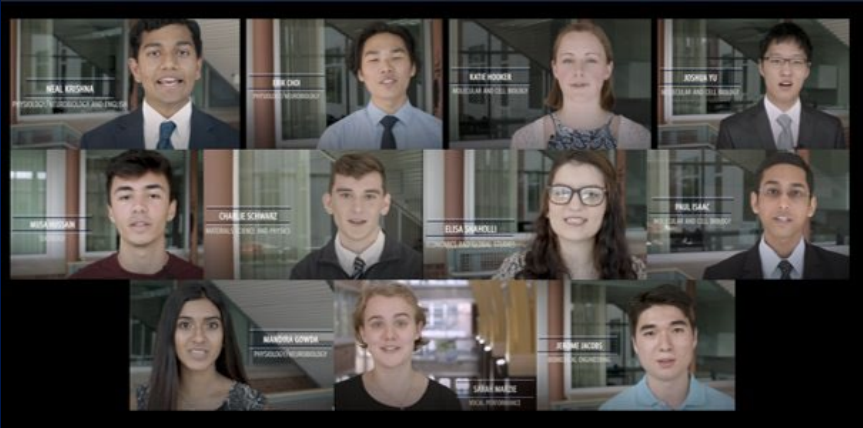 NEAL KRISHNA
PHYSIOLOGY/NEUROBIOLOGY AND ENGLISH
ERIK CHOI
PHYSIOLOGY/NEUROBIOLOGY
KATIE HOOKER
MOLECULAR AND CELL BIOLOGY
JOSHUA YU
MOLECULAR AND CELL BIOLOGY
MUSA HUSSAIN
CHARLIE SCHWARZ
MATERIALS SCIENCE AND PHYSICS
ELISA SHAHOLLI
ECONOMICS AND GLOBAL STUDIES
PAUL ISAAC
MOLECULAR AND CELL BIOLOGY
MANDIRA GOWDA
PHYSIOLOGY/NEUROBIOLOGY
SARAH
VOCAL PERFORMANCE
JEROME JACOBS
BIOMEDICAL ENGINEERING